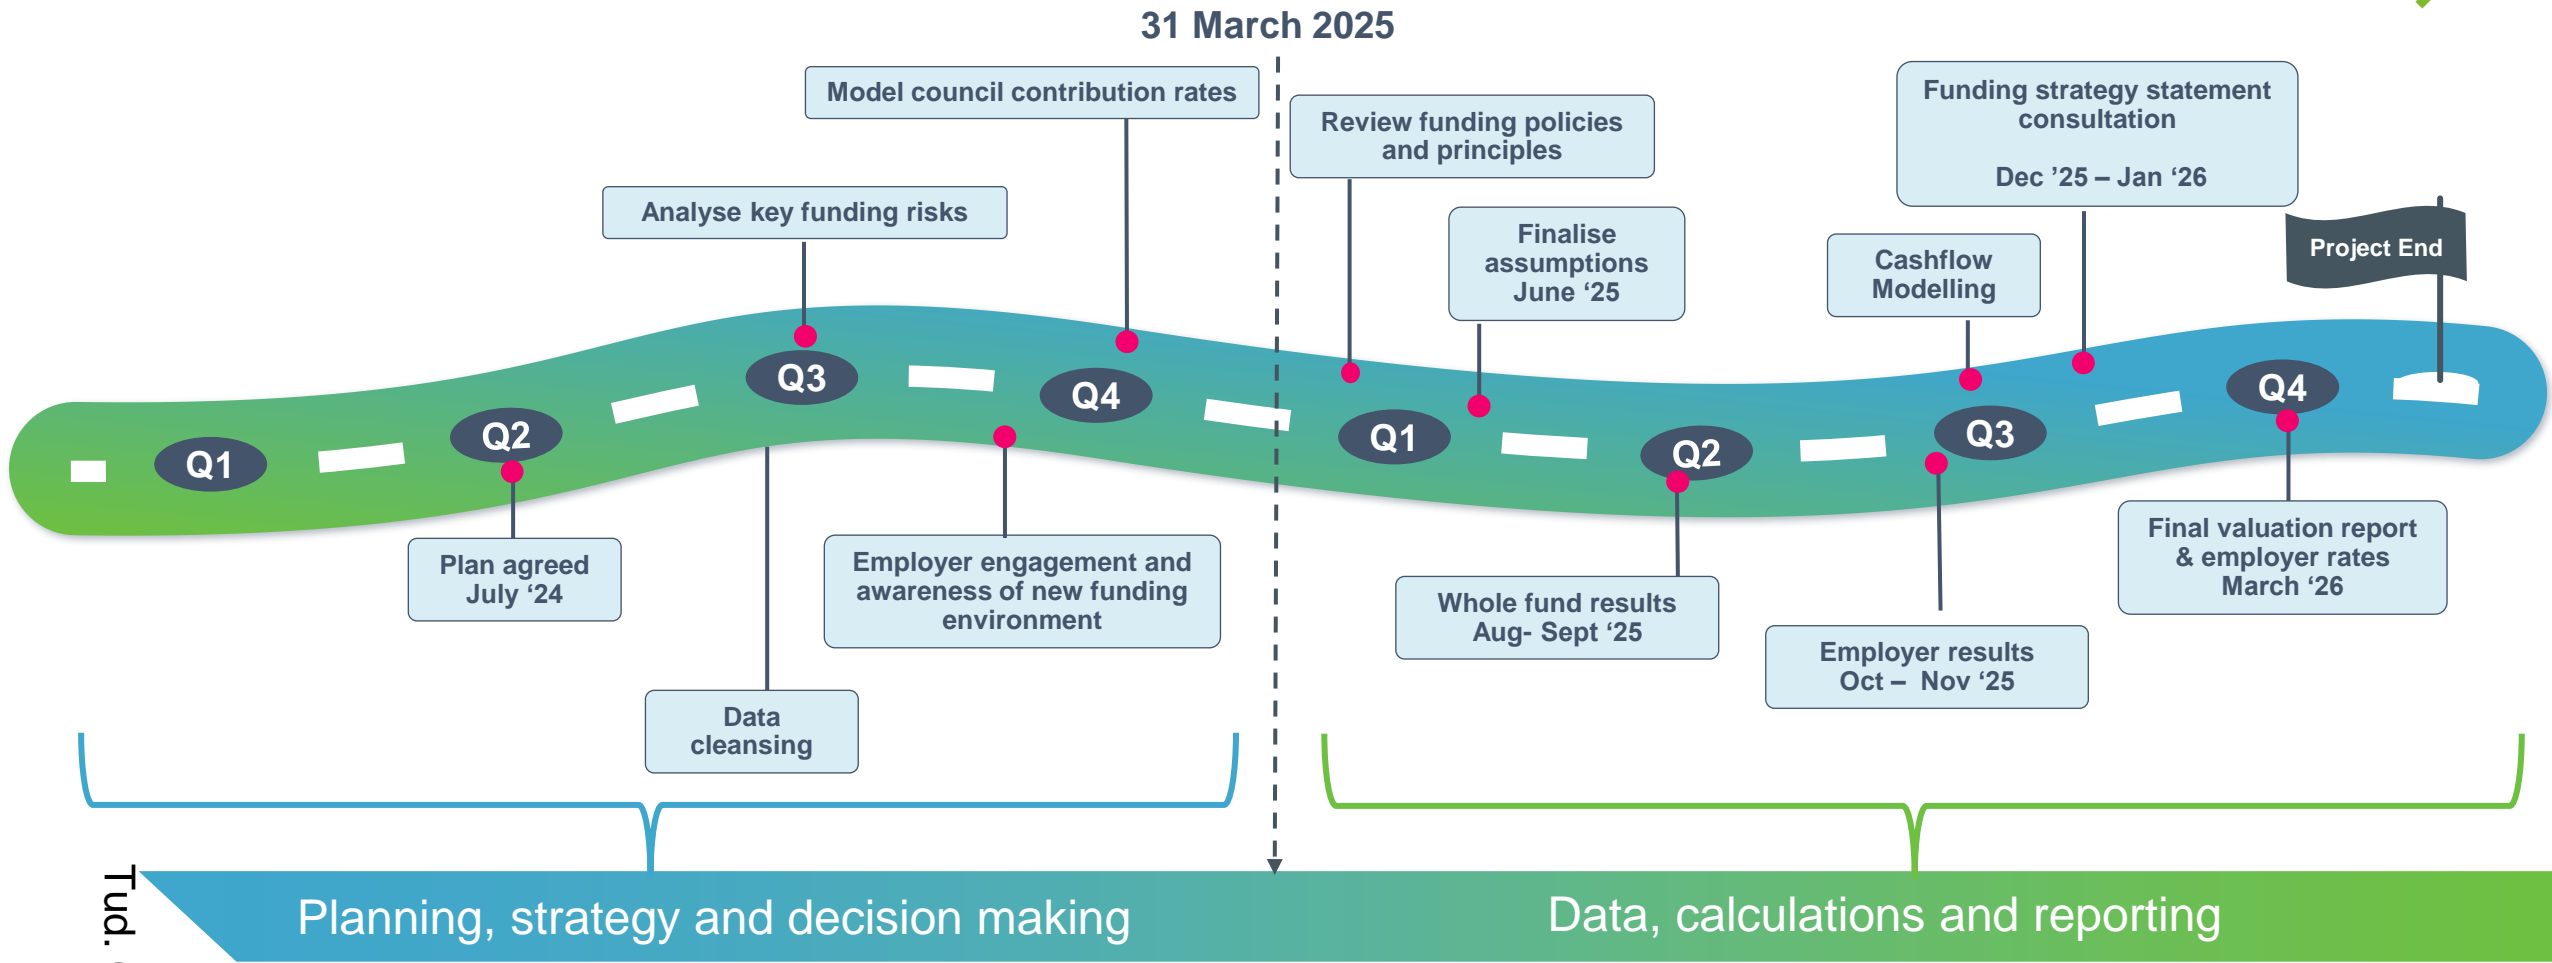 31 March 2025
Model council contribution rates
Review funding policies
and principles
Funding strategy statement
consultation
Dec ’25 – Jan ‘26
Analyse key funding risks
Finalise
assumptions
June ‘25
Cashflow
Modelling
Project End
Q1
Q2
Q3
Q4
Q1
Q2
Q3
Q4
Plan agreed
July ‘24
Employer engagement and
awareness of new funding
environment
Data
cleansing
Whole fund results
Aug- Sept ‘25
Employer results
Oct – Nov ‘25
Final valuation report
& employer rates
March ‘26
Tud.
Planning, strategy and decision making
Data, calculations and reporting